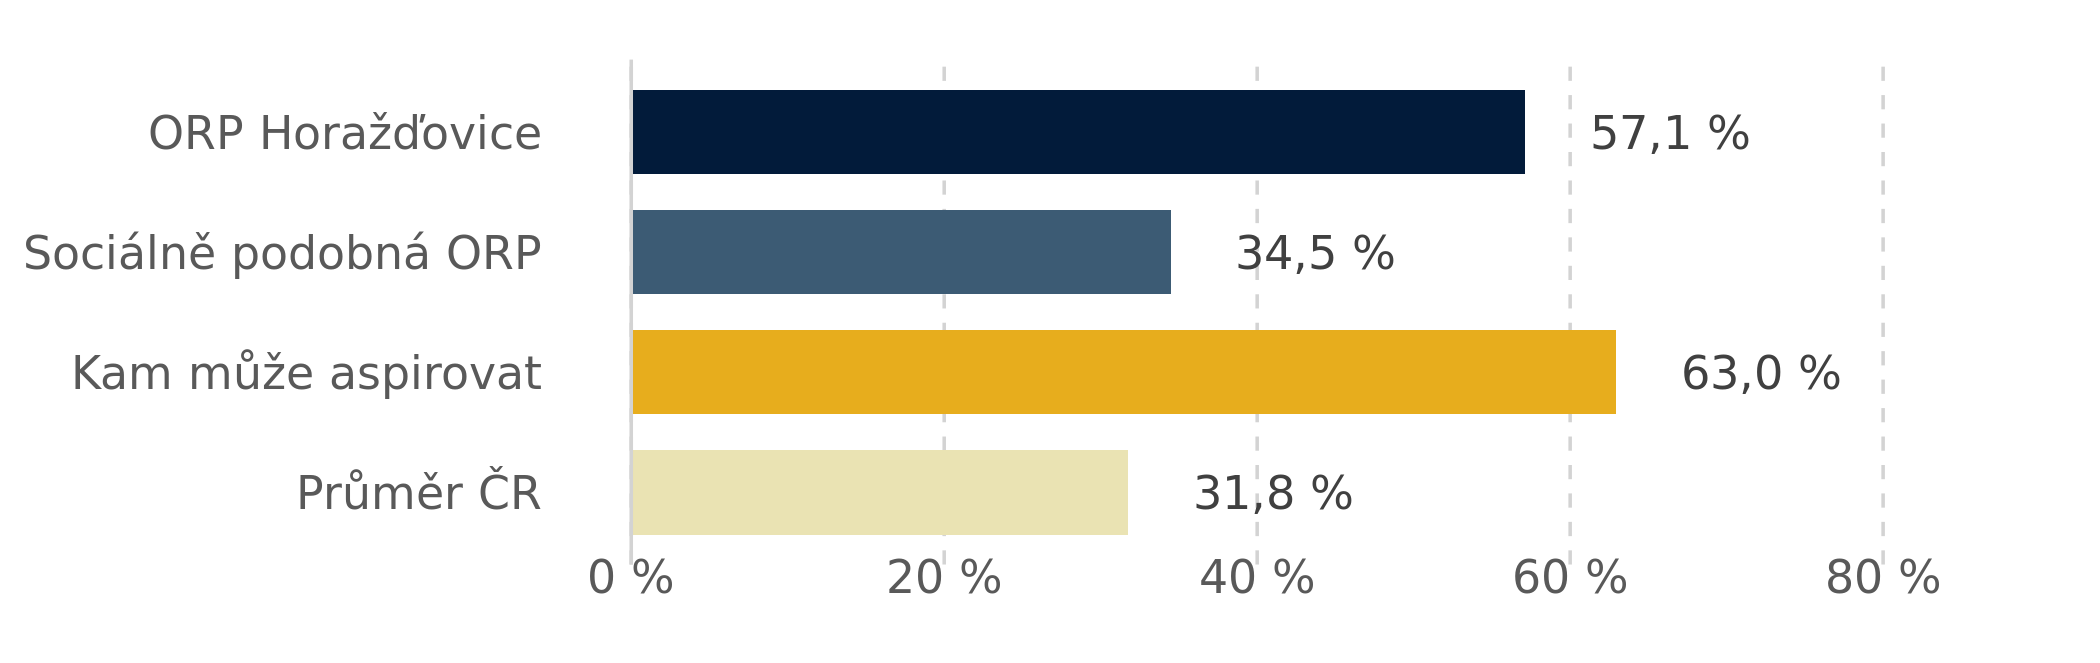 ORP Horažďovice 57,1 %
Sociálně podobná ORP 34,5 %
Kam může aspirovat 63,0 %
Průměr ČR 31,8 %
0 % 20 % 40 % 60 % 80 %